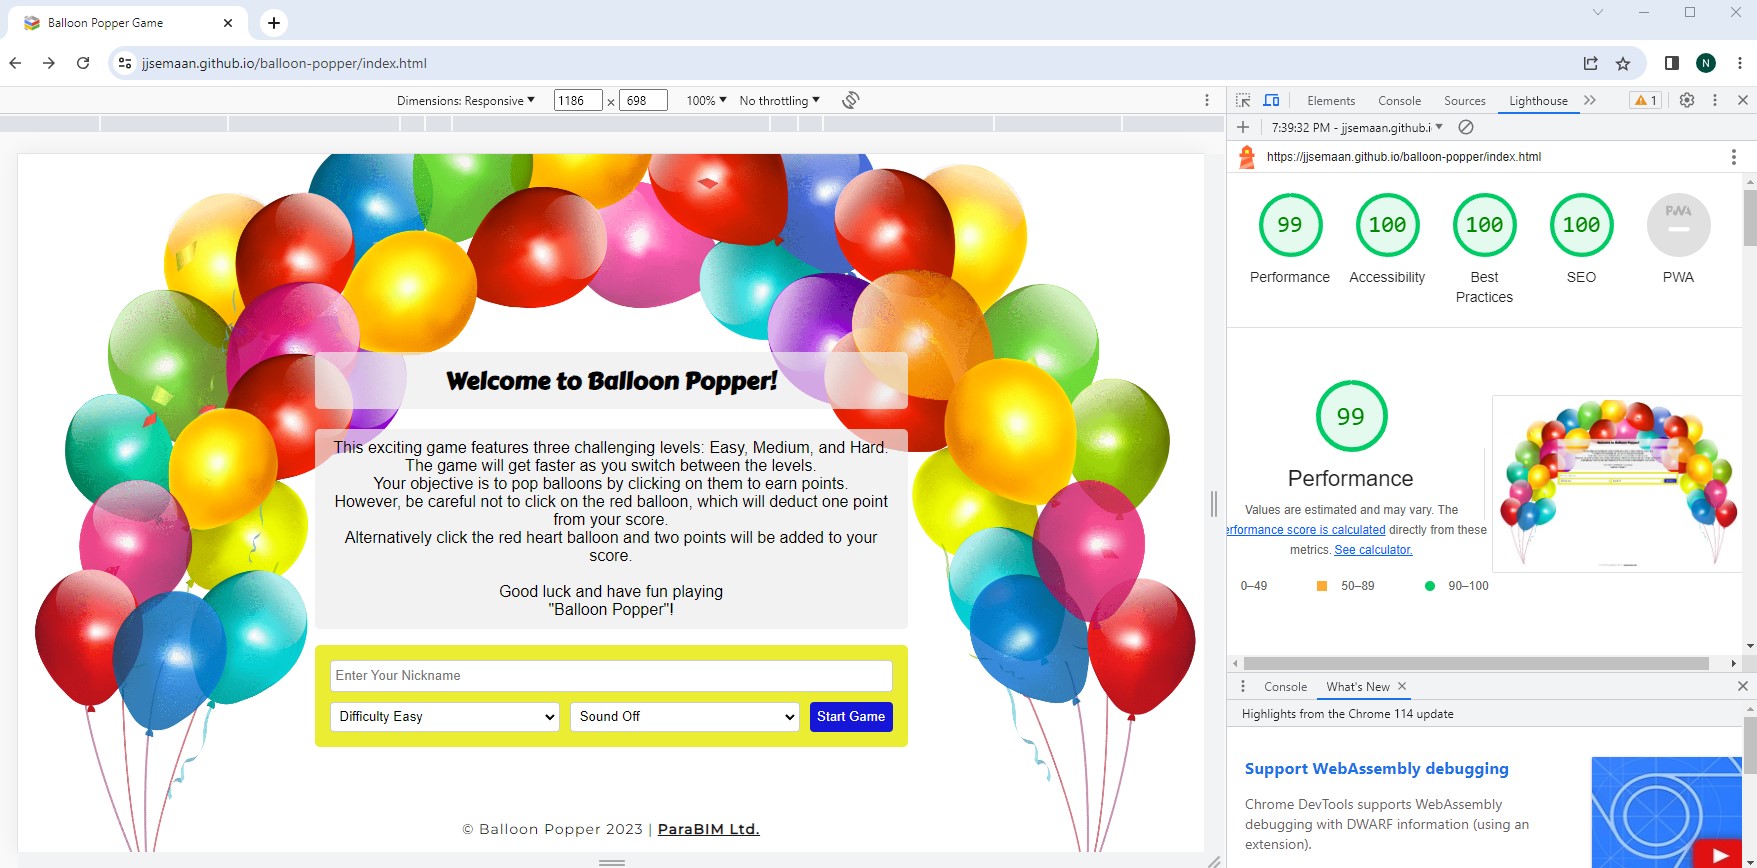 Balloon Popper Game
jjsemaan.github.io/balloon-popper/index.html
N
Dimensions: Responsive
1186 × 698
100%
No throttling
Elements
Console
Sources
Lighthouse
1
7:39:32 PM - jjsemaan.github.i
https://jjsemaan.github.io/balloon-popper/index.html
99
100
100
100
PWA
Performance
Accessibility
Best
Practices
SEO
PWA
99
Performance
Values are estimated and may vary. The
erformance score is calculated directly from these
metrics. See calculator.
0–49
50–89
90–100
Welcome to Balloon Popper!
This exciting game features three challenging levels: Easy, Medium, and Hard.
The game will get faster as you switch between the levels.
Your objective is to pop balloons by clicking on them to earn points.
However, be careful not to click on the red balloon, which will deduct one point
from your score.
Alternatively click the red heart balloon and two points will be added to your
score.
Good luck and have fun playing
"Balloon Popper"!
Enter Your Nickname
Difficulty Easy
Sound Off
Start Game
© Balloon Popper 2023 | ParaBIM Ltd.
Console
What's New
Highlights from the Chrome 114 update
Support WebAssembly debugging
Chrome DevTools supports WebAssembly
debugging with DWARF information (using an
extension).